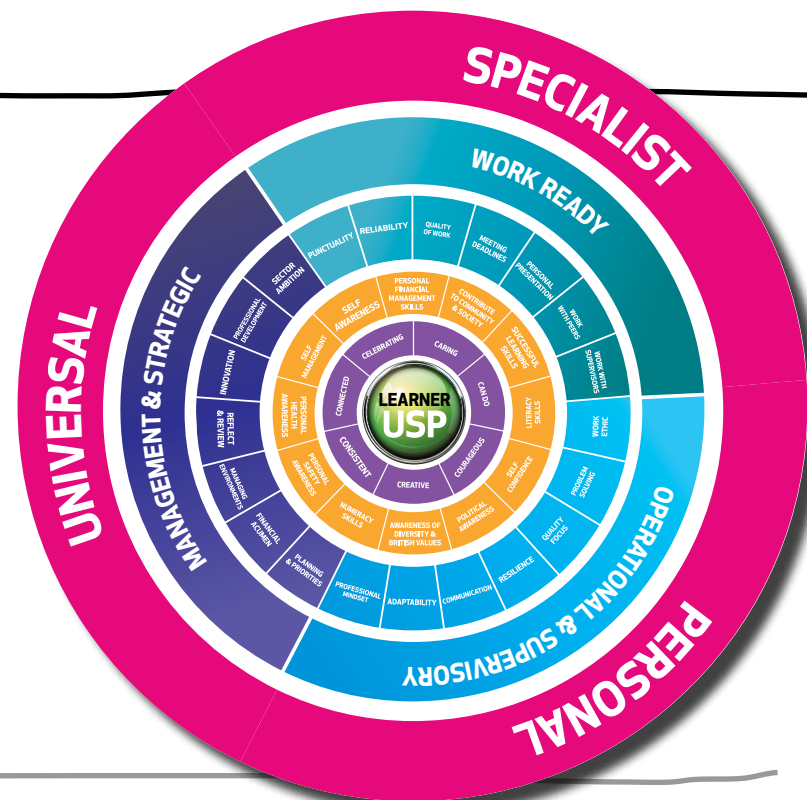 SPECIALIST
PERSONAL
UNIVERSAL
WORK READY
OPERATIONAL & SUPERVISORY
MANAGEMENT & STRATEGIC
PUNCTUALITY
RELIABILITY
QUALITY
OF WORK
MEETING
DEADLINES
PERSONAL
PRESENTATION
WORK
WITH PEERS
WORK WITH
SUPERVISORS
WORK
ETHIC
PROBLEM
SOLVING
QUALITY
FOCUS
RESILIENCE
COMMUNICATION
ADAPTABILITY
PROFESSIONAL
MINDSET
PLANNING
& PRIORITIES
FINANCIAL
ACUMEN
MANAGING
ENVIRONMENTS
REFLECT
& REVIEW
INNOVATION
PROFESSIONAL
DEVELOPMENT
SECTOR
AMBITION
PERSONAL
FINANCIAL
MANAGEMENT
SKILLS
CONTRIBUTE
TO COMMUNITY
& SOCIETY
SUCCESSFUL
LEARNING
SKILLS
LITERACY
SKILLS
SELF
CONFIDENCE
POLITICAL
AWARENESS
AWARENESS OF
DIVERSITY &
BRITISH VALUES
NUMERACY
SKILLS
PERSONAL
SAFETY
AWARENESS
PERSONAL
HEALTH
AWARENESS
SELF
MANAGEMENT
SELF
AWARENESS
CELEBRATING
CARING
CAN DO
COURAGEOUS
CREATIVE
CONSISTENT
CONNECTED
LEARNER
USP